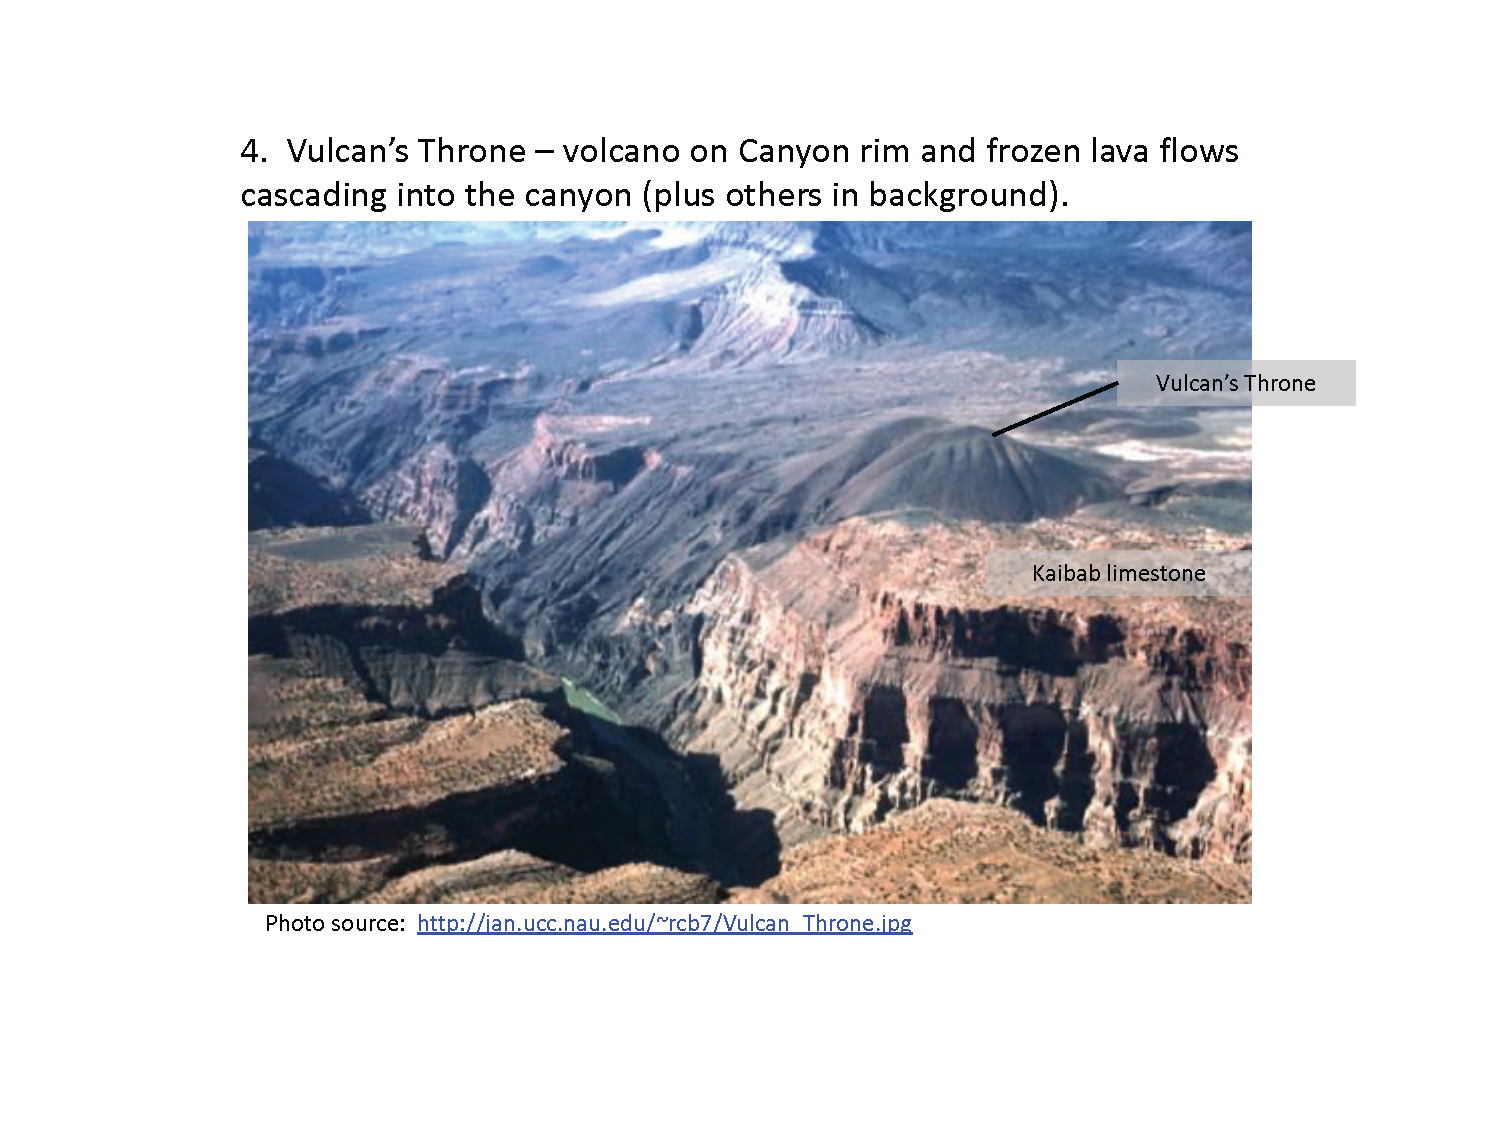 4.  Vulcan’s Throne – volcano on Canyon rim and frozen lava flows
cascading into the canyon (plus others in background).
Vulcan’s Throne
Kaibab limestone
Photo source:  http://jan.ucc.nau.edu/~rcb7/Vulcan_Throne.jpg